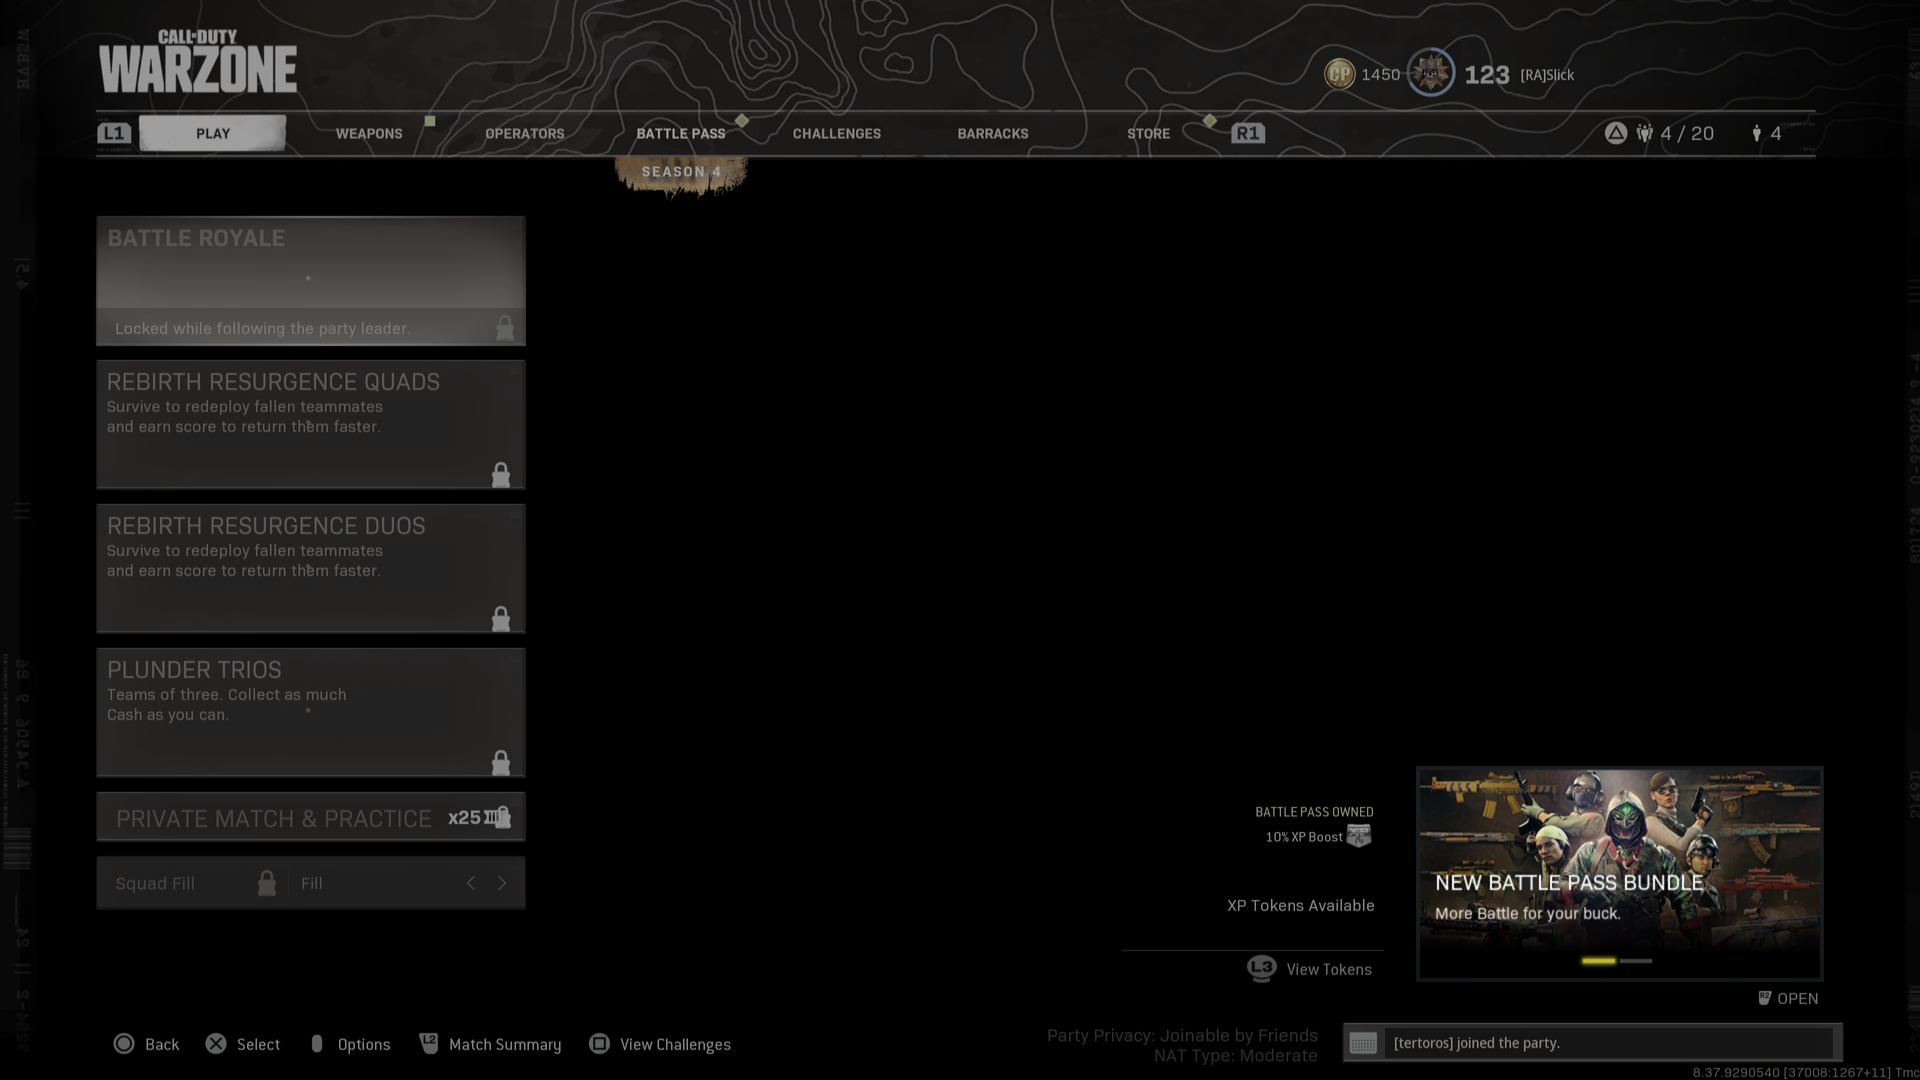 CALL OF DUTY
WARZONE
CP 1450
123 [RA]Slick
L1 PLAY WEAPONS OPERATORS BATTLE PASS CHALLENGES BARRACKS STORE R1
4 / 20 4
SEASON 4
BATTLE ROYALE
Locked while following the party leader.
REBIRTH RESURGENCE QUADS
Survive to redeploy fallen teammates
and earn score to return them faster.
REBIRTH RESURGENCE DUOS
Survive to redeploy fallen teammates
and earn score to return them faster.
PLUNDER TRIOS
Teams of three. Collect as much
Cash as you can.
PRIVATE MATCH & PRACTICE x25
Squad Fill Fill
BATTLE PASS OWNED
10% XP Boost
XP Tokens Available
L3 View Tokens
NEW BATTLE PASS BUNDLE
More Battle for your buck.
R2 OPEN
Back Select Options L2 Match Summary View Challenges
Party Privacy: Joinable by Friends
NAT Type: Moderate
[tertoros] joined the party.
8.37.9290540 [37008:1267+11] Tmc